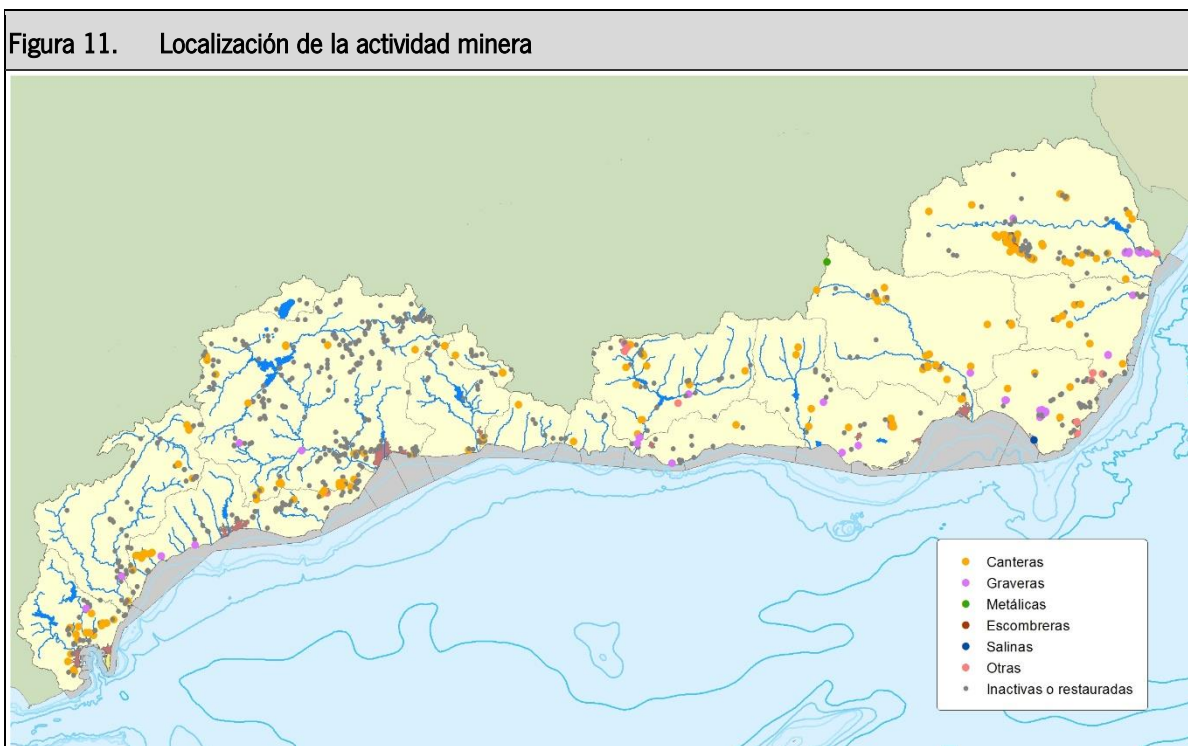 Figura 11. Localización de la actividad minera
Canteras
Graveras
Metálicas
Escombreras
Salinas
Otras
Inactivas o restauradas